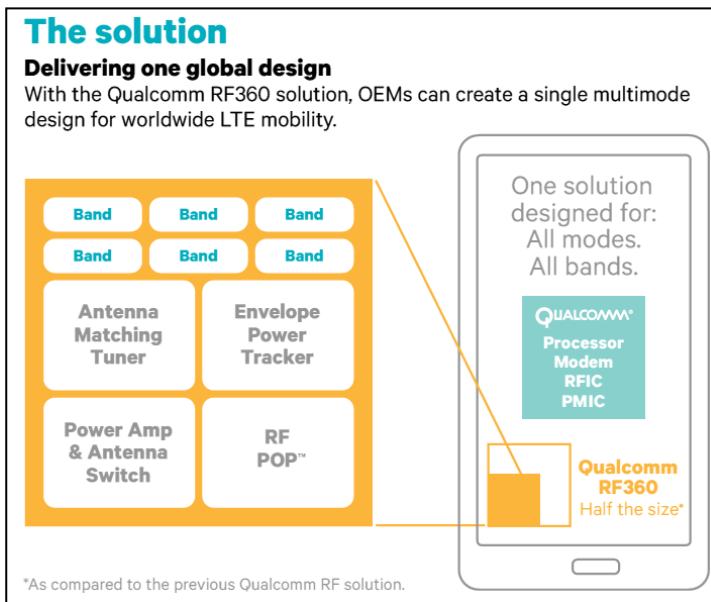 The solution
Delivering one global design
With the Qualcomm RF360 solution, OEMs can create a single multimode
design for worldwide LTE mobility.
Band Band Band
Band Band Band
Antenna
Matching
Tuner
Envelope
Power
Tracker
Power Amp
& Antenna
Switch
RF
POP™
One solution
designed for:
All modes.
All bands.
QUALCOMM®
Processor
Modem
RFIC
PMIC
Qualcomm
RF360
Half the size*
*As compared to the previous Qualcomm RF solution.